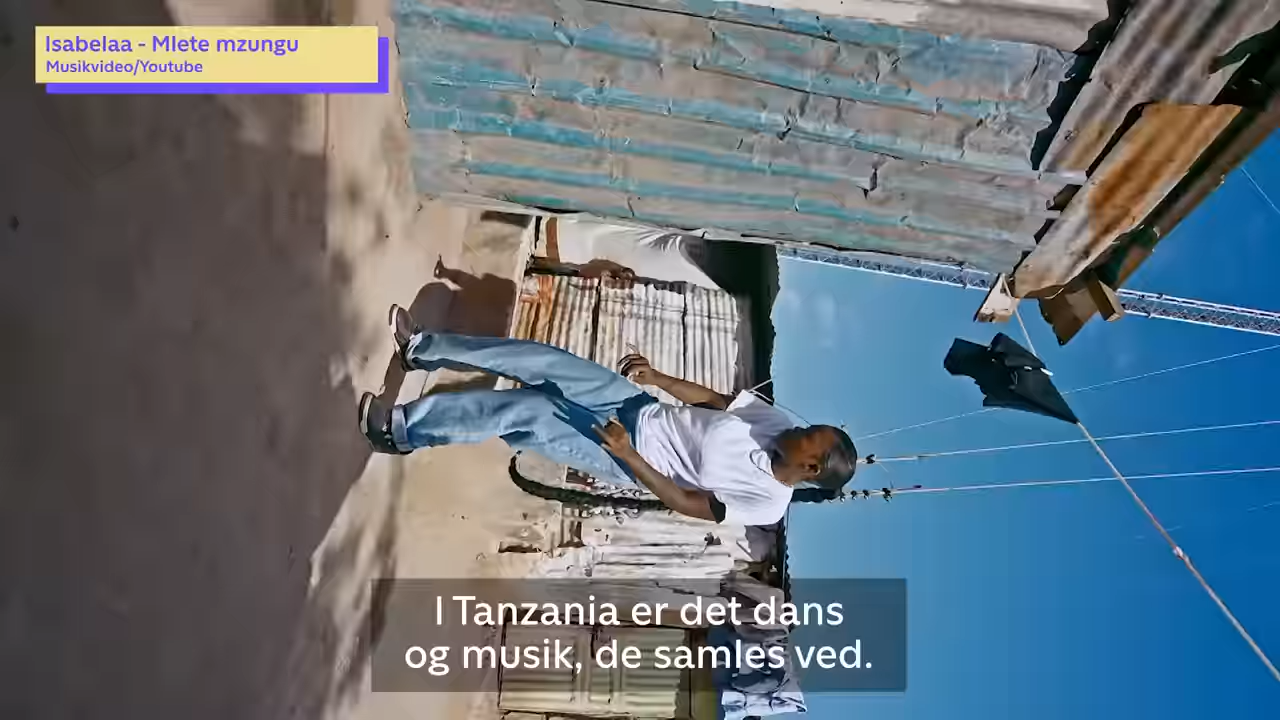 Isabelaa - Mlete mzungu
Musikvideo/Youtube
I Tanzania er det dans
og musik, de samles ved.